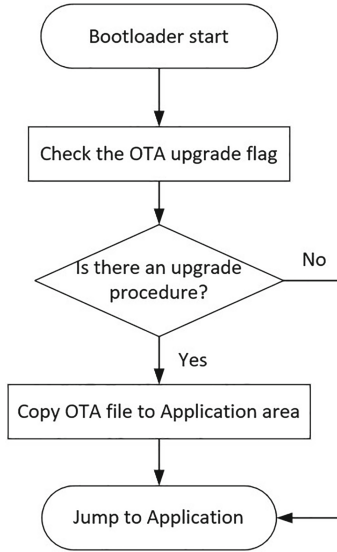 Bootloader start
Check the OTA upgrade flag
Is there an upgrade
procedure?
No
Yes
Copy OTA file to Application area
Jump to Application